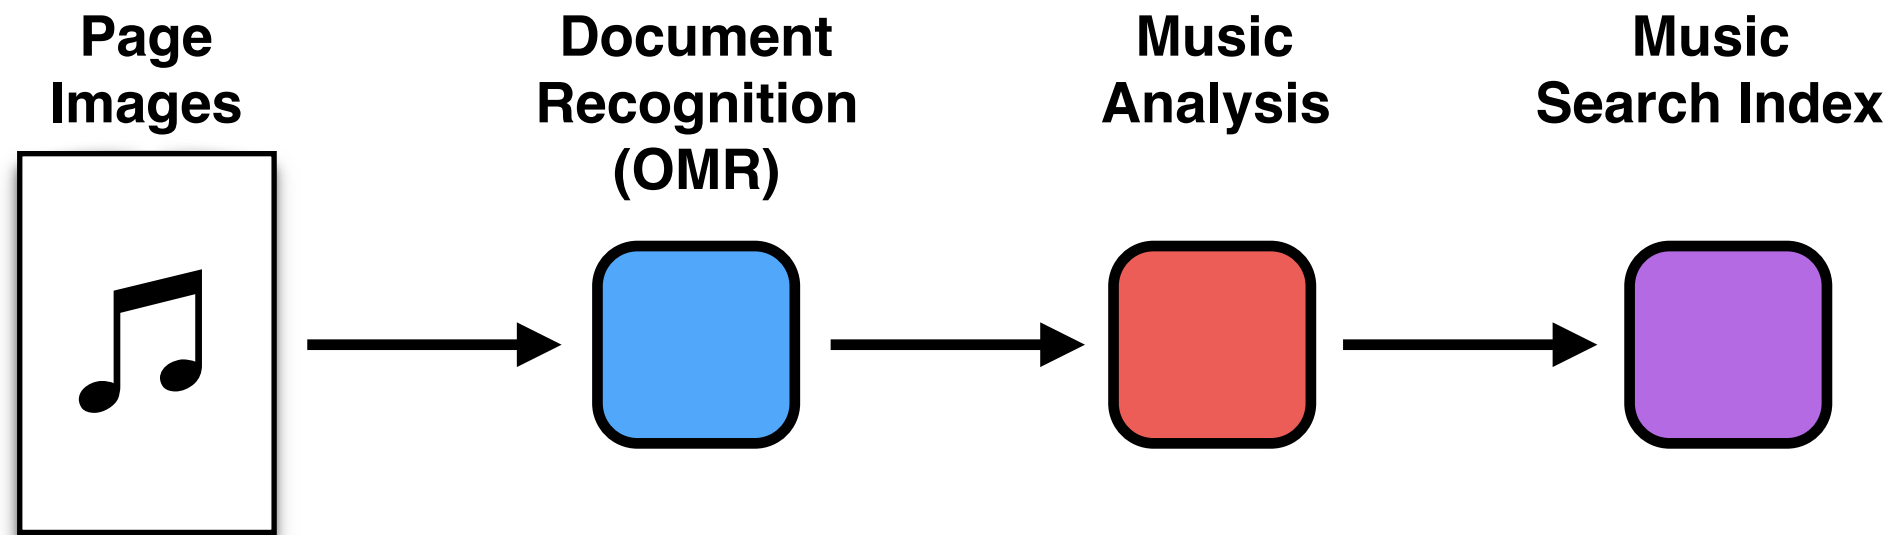 Page
Images
Document
Recognition
(OMR)
Music
Analysis
Music
Search Index